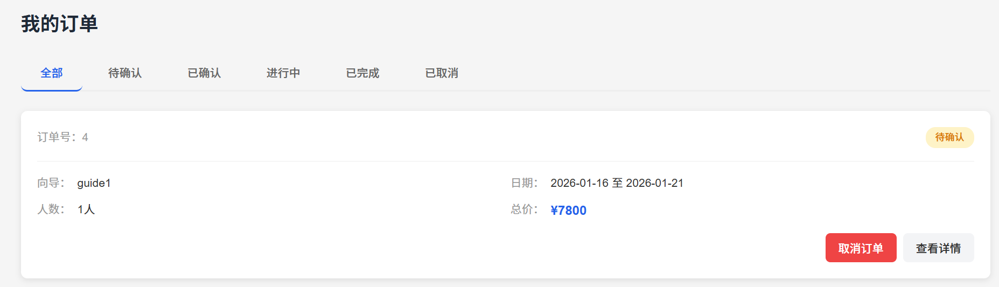 我的订单
全部 待确认 已确认 进行中 已完成 已取消
订单号：4 待确认
向导： guide1 日期： 2026-01-16 至 2026-01-21
人数： 1人 总价： ¥7800
取消订单 查看详情